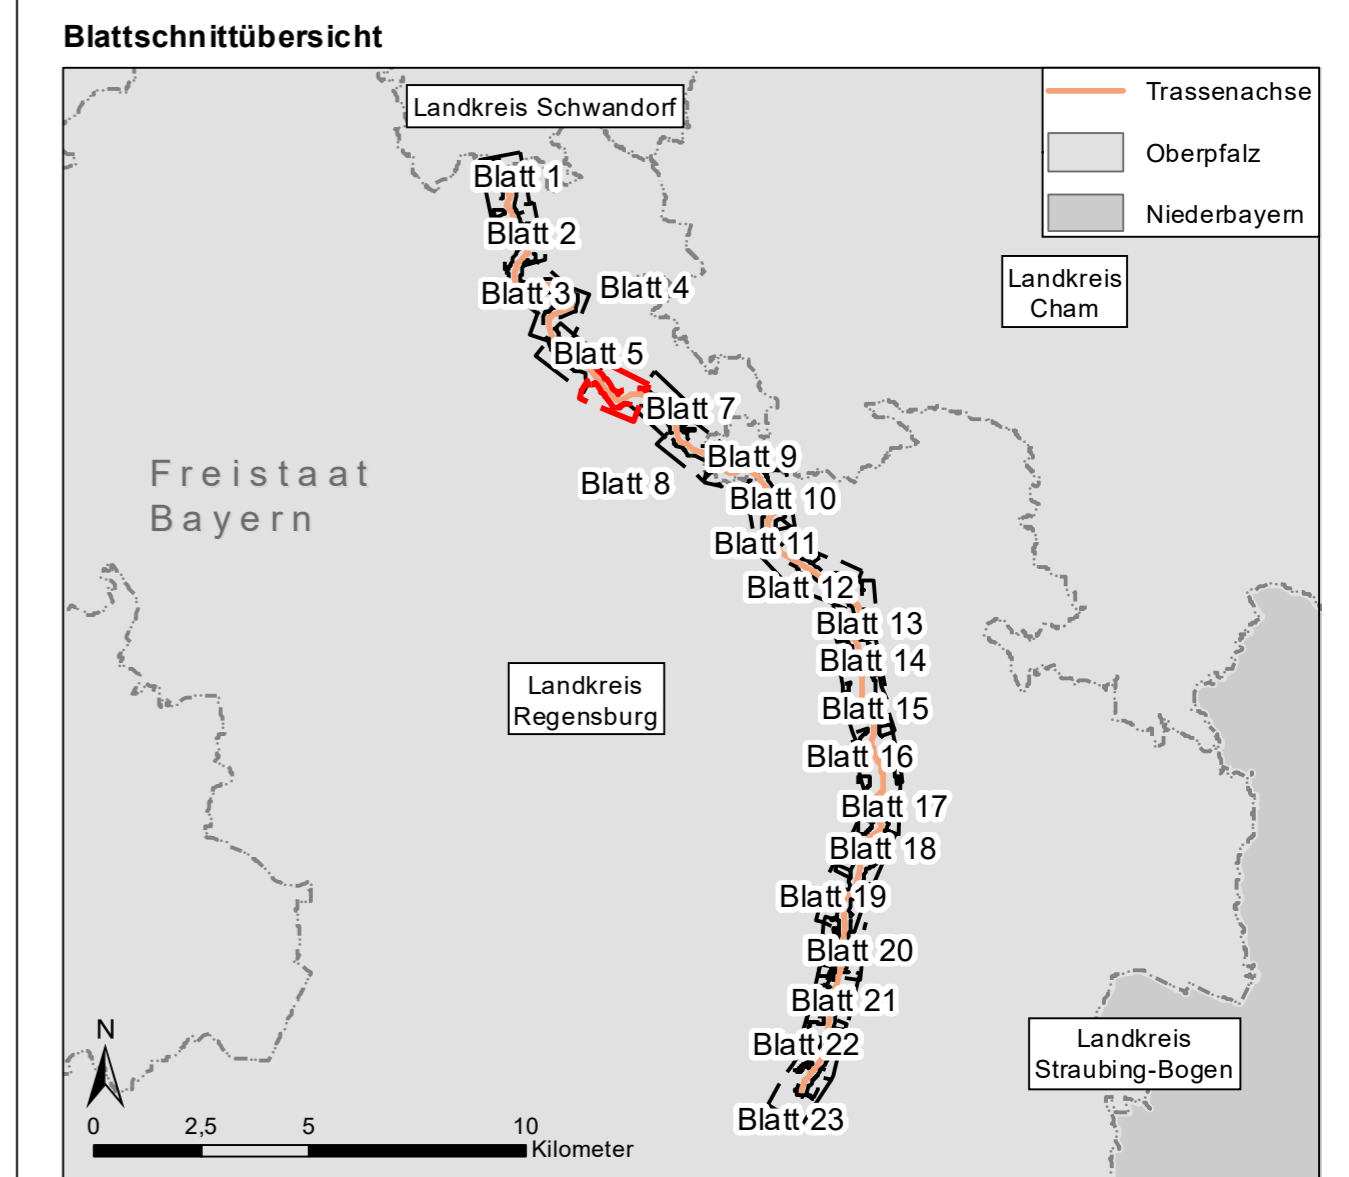 Blattschnittübersicht
Landkreis Schwandorf
Trassenachse
Oberpfalz
Niederbayern
Landkreis
Cham
Blatt 1
Blatt 2
Blatt 3
Blatt 4
Blatt 5
Blatt 7
Blatt 8
Blatt 9
Blatt 10
Blatt 11
Blatt 12
Blatt 13
Blatt 14
Blatt 15
Blatt 16
Blatt 17
Blatt 18
Blatt 19
Blatt 20
Blatt 21
Blatt 22
Blatt 23
Freistaat
Bayern
Landkreis
Regensburg
Landkreis
Straubing-Bogen
N
0 2,5 5 10
Kilometer